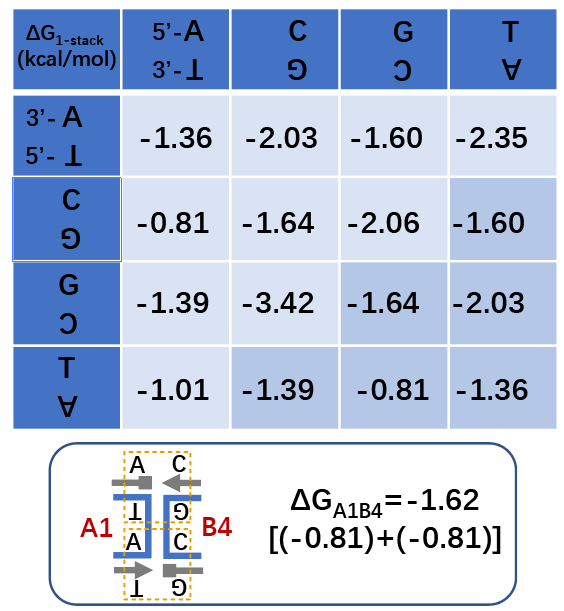 ΔG1-stack
(kcal/mol)
5'-A
3'-T
C
G
G
C
T
A
3'-A
5'-T
-1.36
-2.03
-1.60
-2.35
C
G
-0.81
-1.64
-2.06
-1.60
G
C
-1.39
-3.42
-1.64
-2.03
T
A
-1.01
-1.39
-0.81
-1.36
A
C
T
G
A1
B4
A
C
T
G
ΔGA1B4=-1.62
[(-0.81)+(-0.81)]